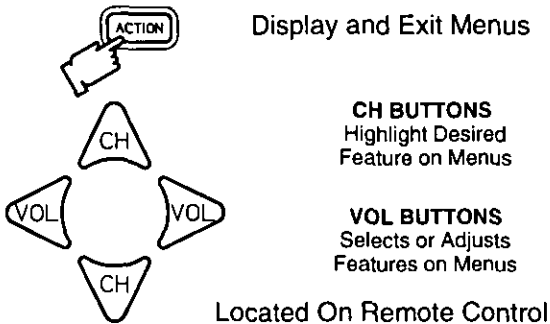 ACTION
Display and Exit Menus
CH
CH BUTTONS
Highlight Desired
Feature on Menus
VOL
VOL
VOL BUTTONS
Selects or Adjusts
Features on Menus
CH
Located On Remote Control